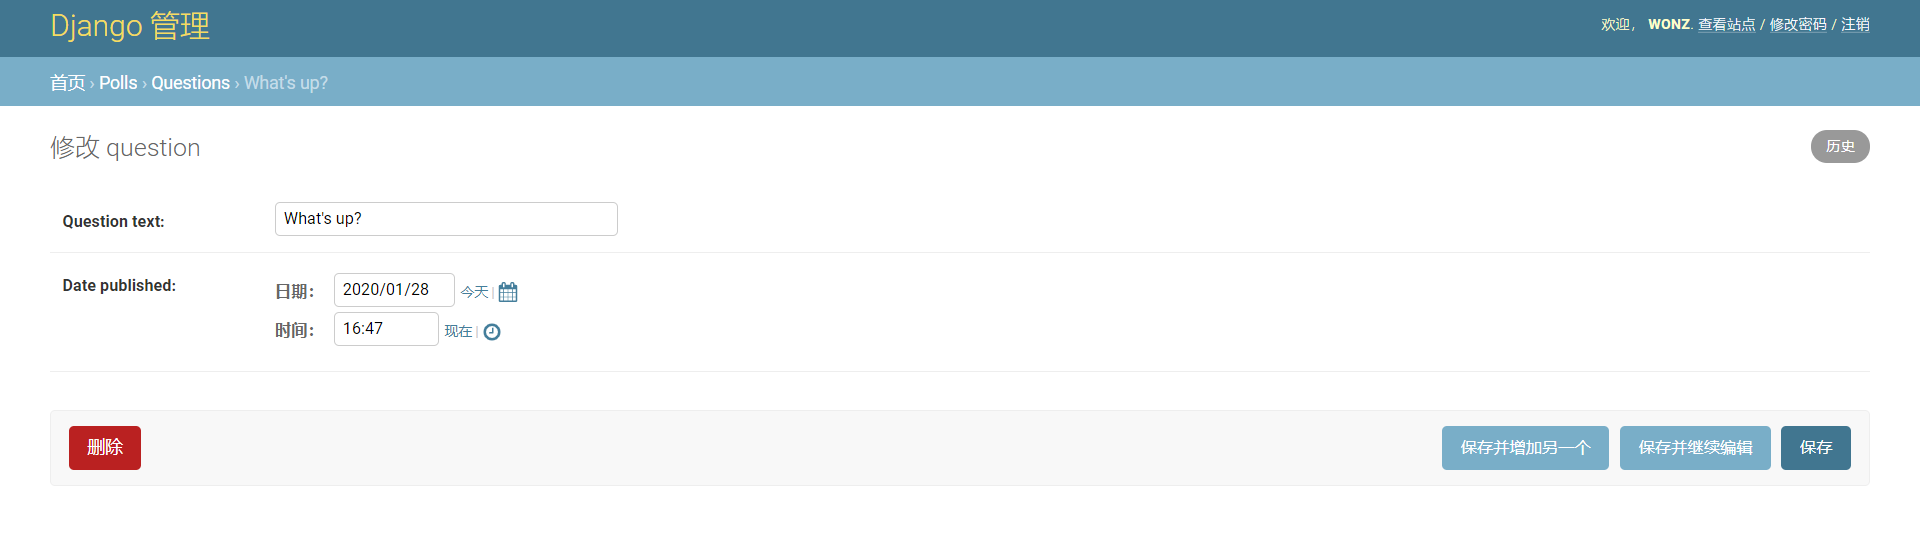 Django 管理
欢迎， WONZ. 查看站点 / 修改密码 / 注销
首页 › Polls › Questions › What's up?
修改 question
历史
Question text: What's up?
Date published:
日期： 2020/01/28 今天 |
时间： 16:47 现在 |
删除 保存并增加另一个 保存并继续编辑 保存